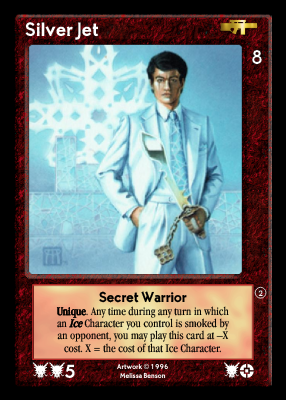 Silver Jet
8
Secret Warrior
2
Unique. Any time during any turn in which
an Ice Character you control is smoked by
an opponent, you may play this card at –X
cost. X = the cost of that Ice Character.
5
Artwork © 1996
Melissa Benson